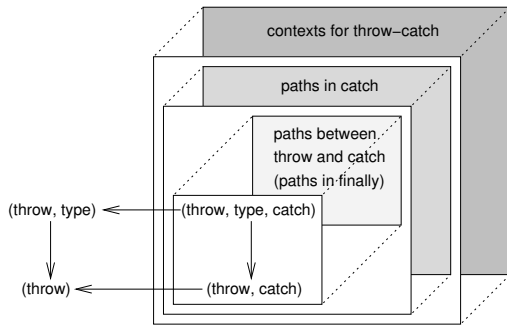 contexts for throw−catch
paths in catch
paths between
throw and catch
(paths in finally)
(throw, type)
(throw, type, catch)
(throw)
(throw, catch)